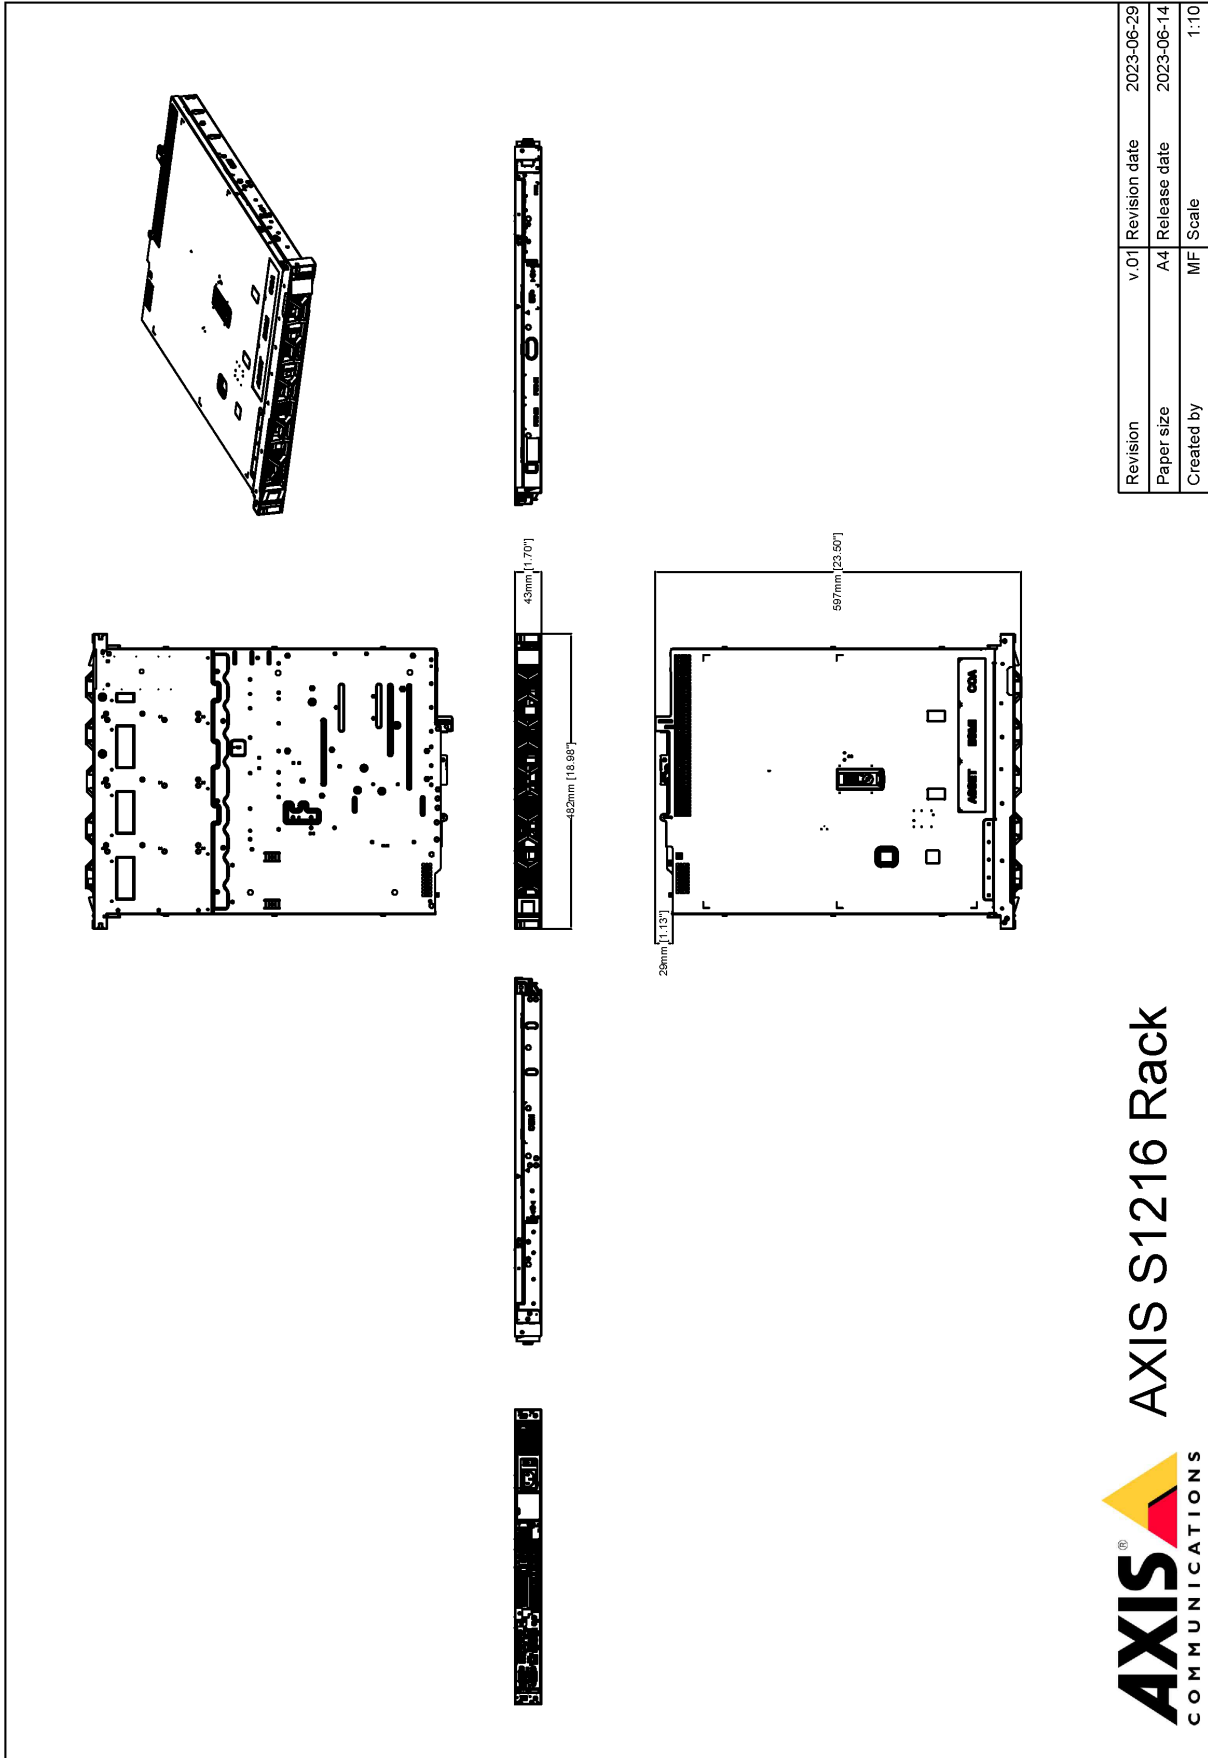 43mm [1.70"]
482mm [18.98"]
597mm [23.50"]
29mm [1.13"]
ASSET
CCA
AXIS®
COMMUNICATIONS
AXIS S1216 Rack
Revision v.01 Revision date 2023-06-29
Paper size A4 Release date 2023-06-14
Created by MF Scale 1:10